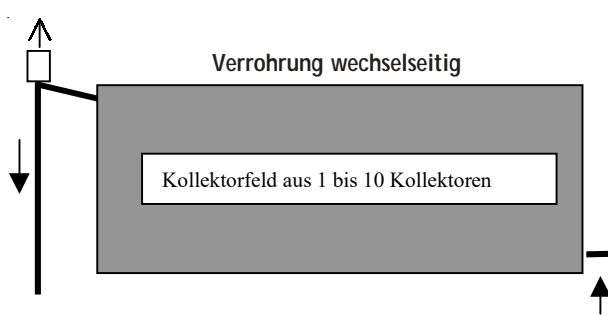 Verrohrung wechselseitig
Kollektorfeld aus 1 bis 10 Kollektoren